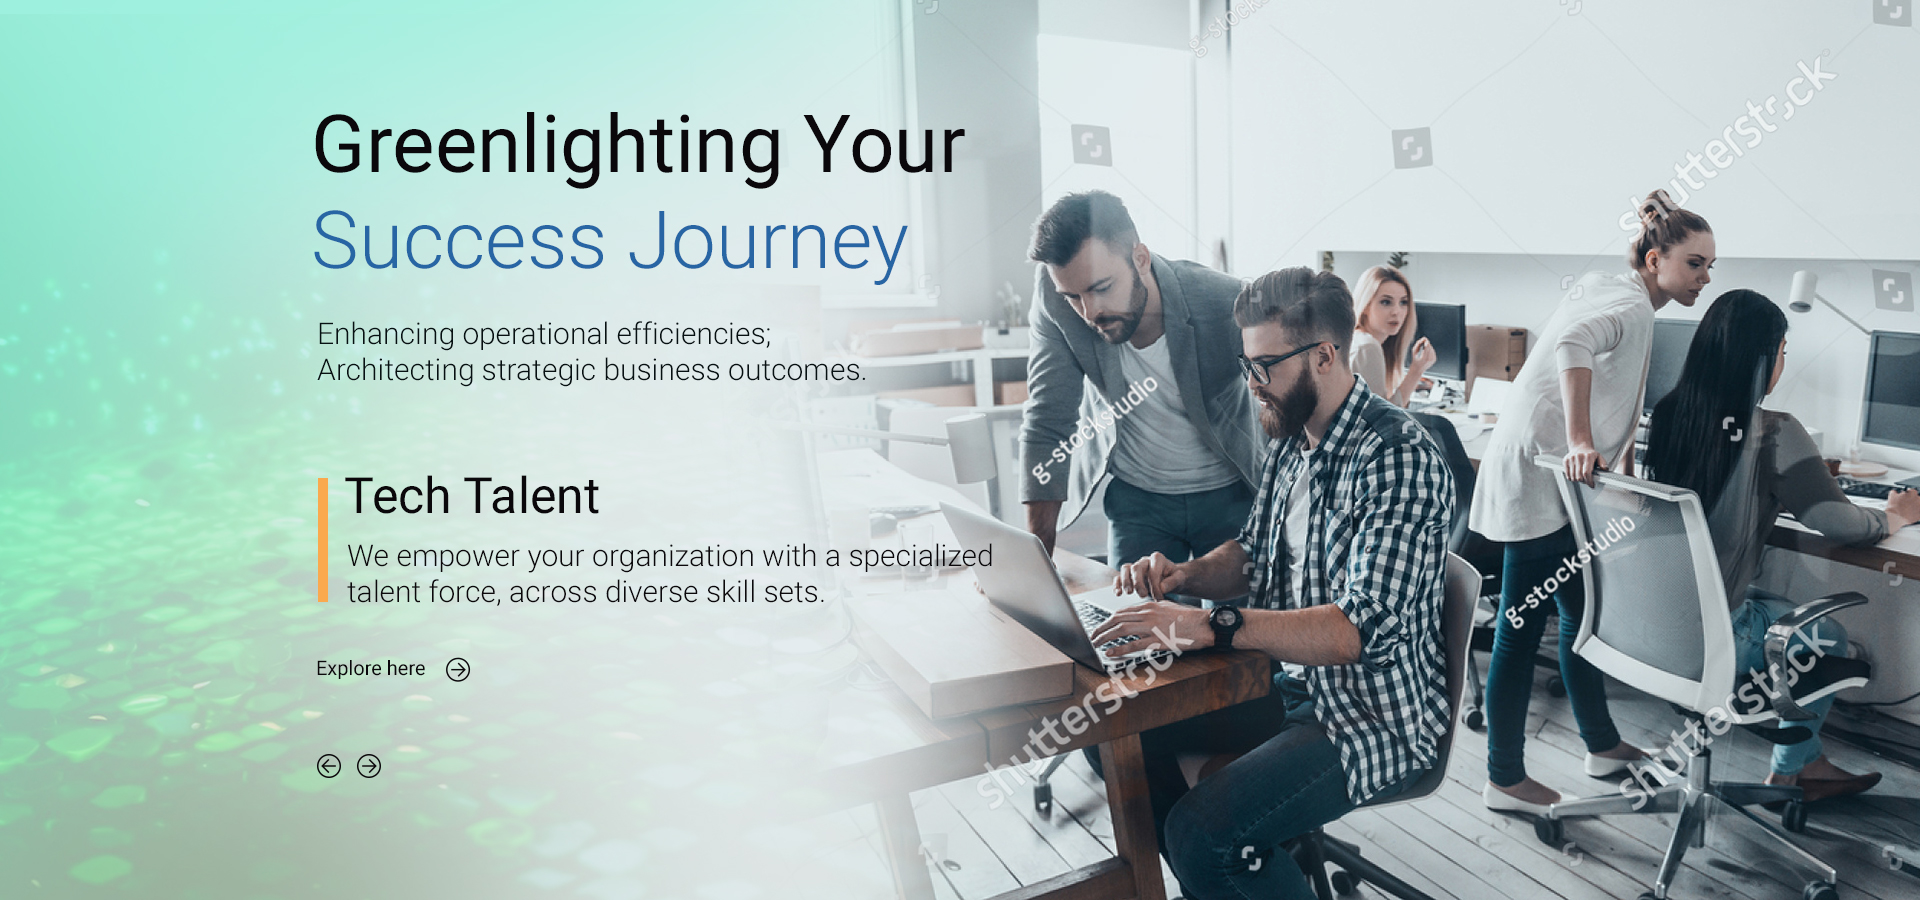 Greenlighting Your
Success Journey
Enhancing operational efficiencies;
Architecting strategic business outcomes.
Tech Talent
We empower your organization with a specialized
talent force, across diverse skill sets.
Explore here
g-stockstudio
shutterstock
g-stockstudio
shutterstock
g-stockstudio
shutterstock